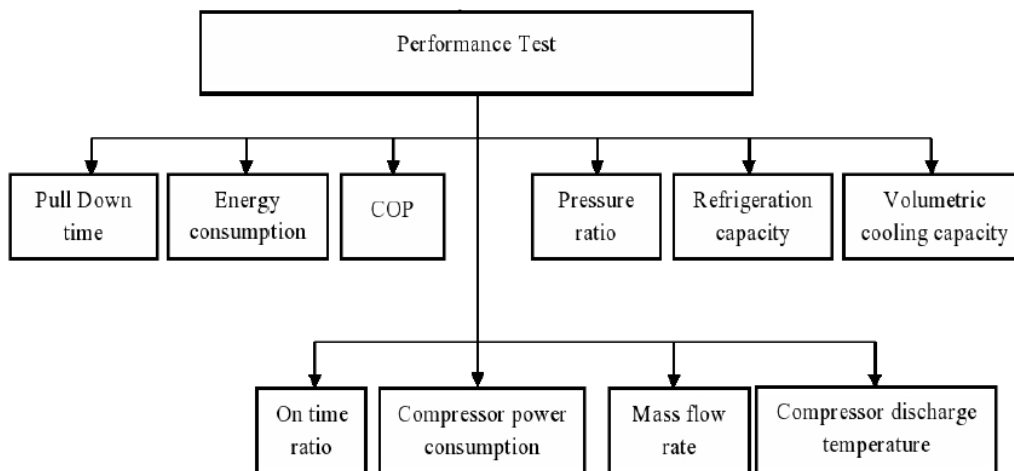 Performance Test
Pull Down
time
Energy
consumption
COP
Pressure
ratio
Refrigeration
capacity
Volumetric
cooling capacity
On time
ratio
Compressor power
consumption
Mass flow
rate
Compressor discharge
temperature